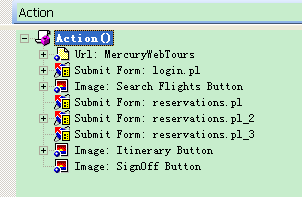 Action
Action()
Url: MercuryWebTours
Submit Form: login.pl
Image: Search Flights Button
Submit Form: reservations.pl
Submit Form: reservations.pl_2
Submit Form: reservations.pl_3
Image: Itinerary Button
Image: SignOff Button